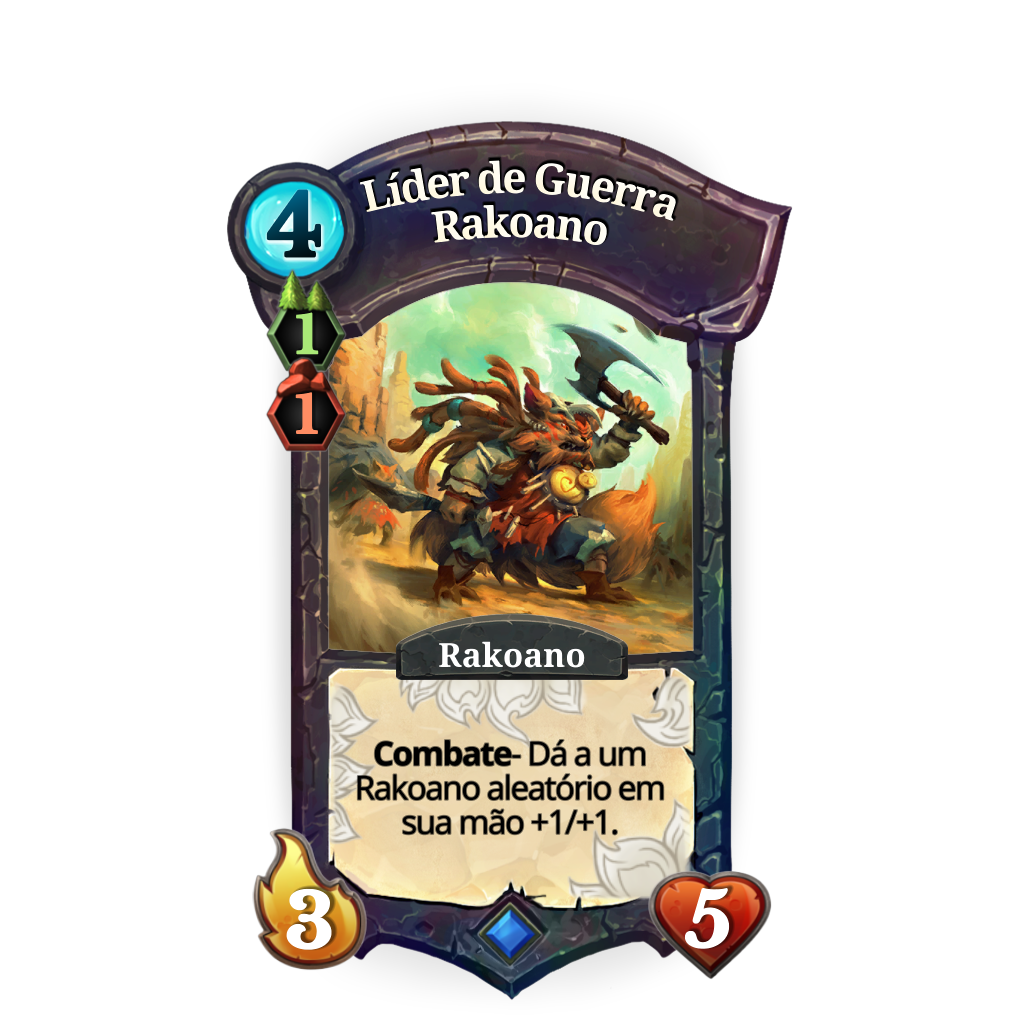 Líder de Guerra
Rakoano
4
1
1
Rakoano
Combate- Dá a um
Rakoano aleatório em
sua mão +1/+1.
3
5